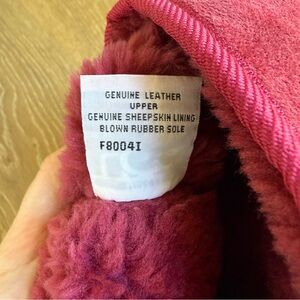 GENUINE LEATHER
UPPER
GENUINE SHEEPSKIN LINING
BLOWN RUBBER SOLE
F8004I